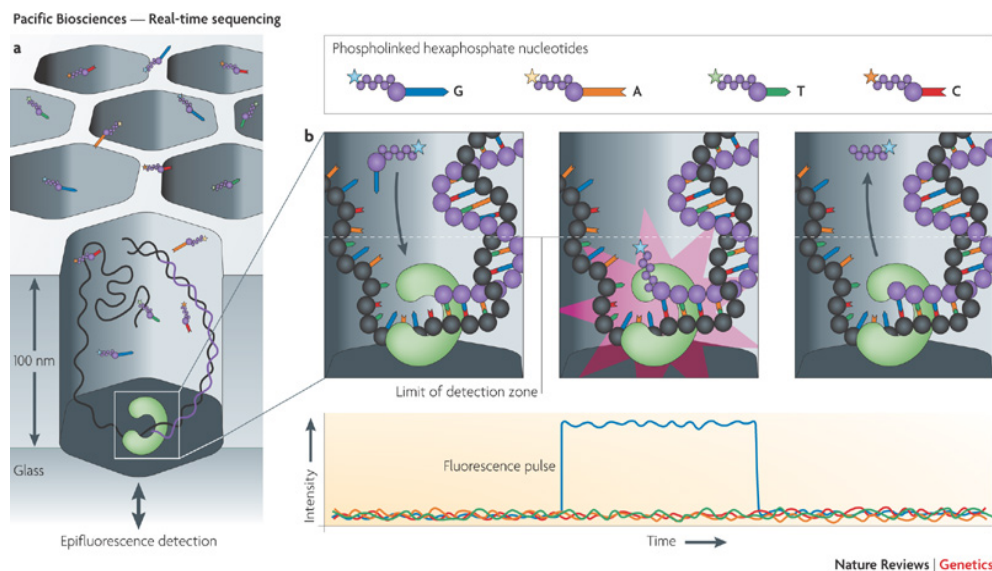 Pacific Biosciences — Real-time sequencing
a
Phospholinked hexaphosphate nucleotides
G
A
T
C
b
100 nm
Limit of detection zone
Glass
Fluorescence pulse
Intensity
Epifluorescence detection
Time
Nature Reviews | Genetics